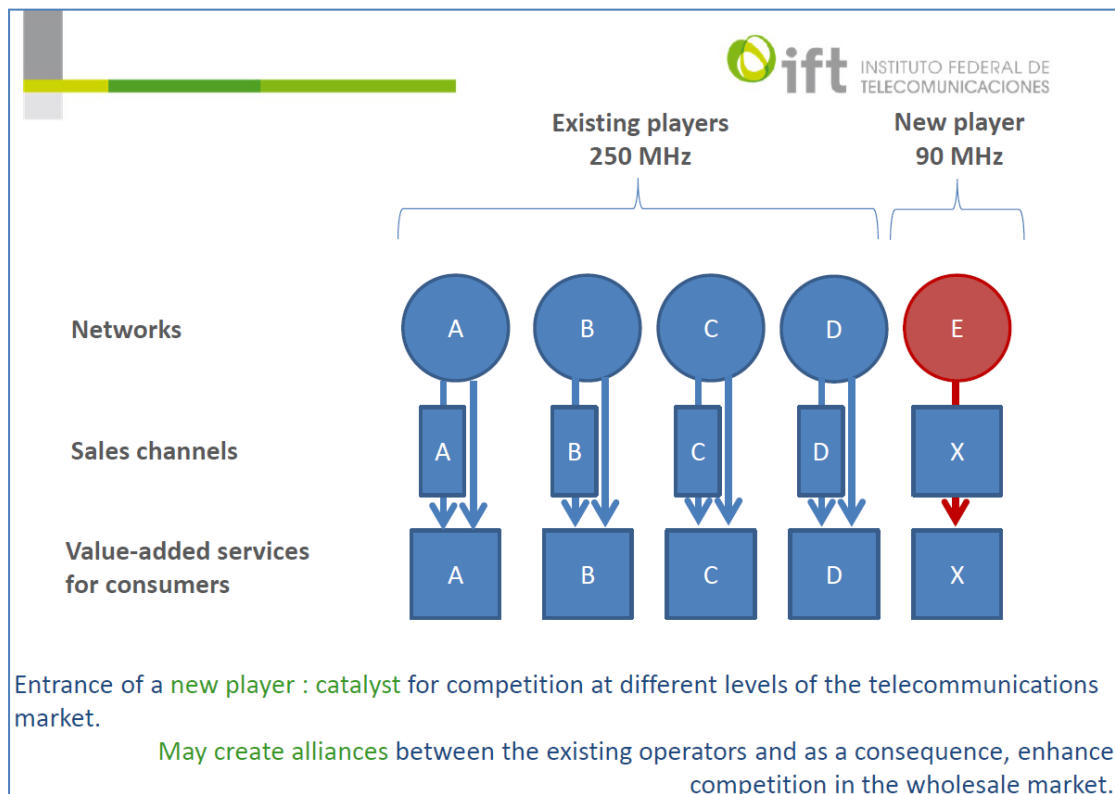 ift INSTITUTO FEDERAL DE
TELECOMUNICACIONES
Existing players
250 MHz
New player
90 MHz
Networks
A
B
C
D
E
Sales channels
A
B
C
D
X
Value-added services
for consumers
A
B
C
D
X
Entrance of a new player : catalyst for competition at different levels of the telecommunications
market.
May create alliances between the existing operators and as a consequence, enhance
competition in the wholesale market.